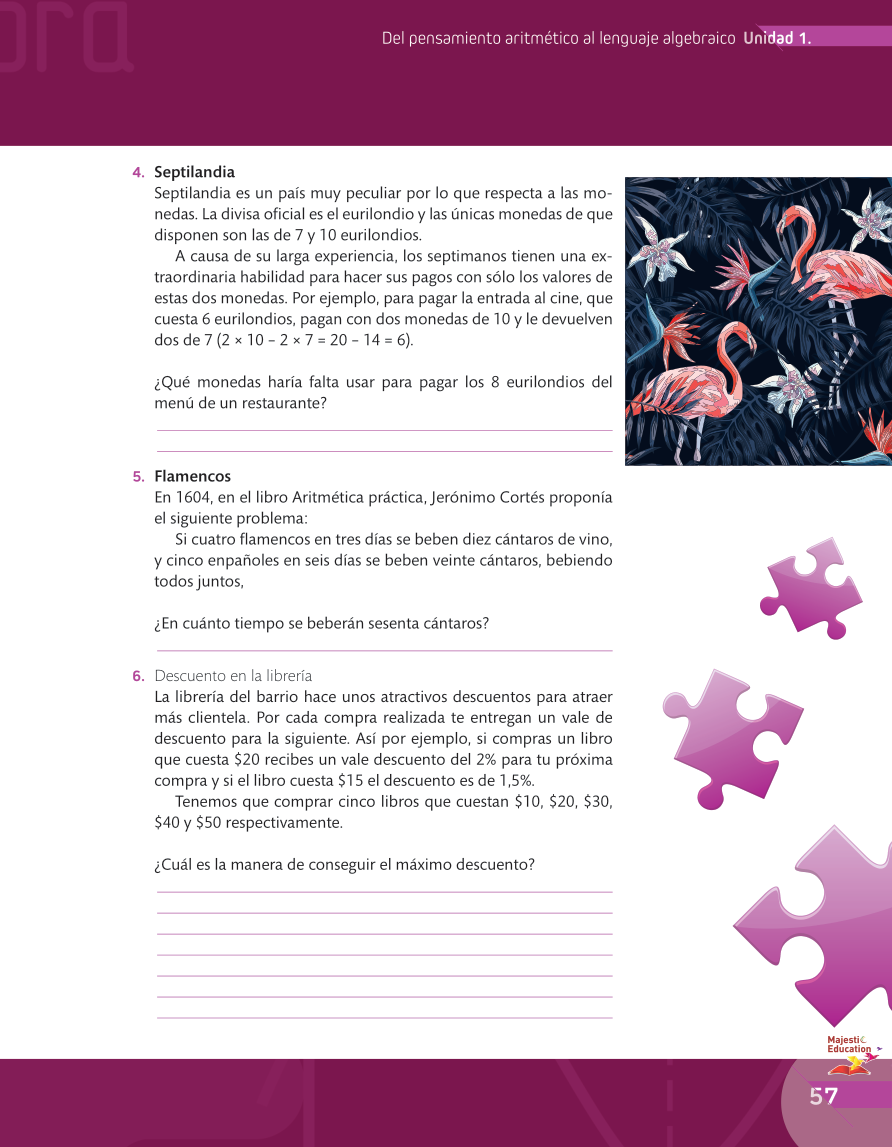 Del pensamiento aritmético al lenguaje algebraico Unidad 1.
4. Septilandia
Septilandia es un país muy peculiar por lo que respecta a las mo-
nedas. La divisa oficial es el eurilondio y las únicas monedas de que
disponen son las de 7 y 10 eurilondios.
A causa de su larga experiencia, los septimanos tienen una ex-
traordinaria habilidad para hacer sus pagos con sólo los valores de
estas dos monedas. Por ejemplo, para pagar la entrada al cine, que
cuesta 6 eurilondios, pagan con dos monedas de 10 y le devuelven
dos de 7 (2 × 10 – 2 × 7 = 20 – 14 = 6).
¿Qué monedas haría falta usar para pagar los 8 eurilondios del
menú de un restaurante?
5. Flamencos
En 1604, en el libro Aritmética práctica, Jerónimo Cortés proponía
el siguiente problema:
Si cuatro flamencos en tres días se beben diez cántaros de vino,
y cinco enpañoles en seis días se beben veinte cántaros, bebiendo
todos juntos,
¿En cuánto tiempo se beberán sesenta cántaros?
6. Descuento en la librería
La librería del barrio hace unos atractivos descuentos para atraer
más clientela. Por cada compra realizada te entregan un vale de
descuento para la siguiente. Así por ejemplo, si compras un libro
que cuesta $20 recibes un vale descuento del 2% para tu próxima
compra y si el libro cuesta $15 el descuento es de 1,5%.
Tenemos que comprar cinco libros que cuestan $10, $20, $30,
$40 y $50 respectivamente.
¿Cuál es la manera de conseguir el máximo descuento?
Majestic
Education
57